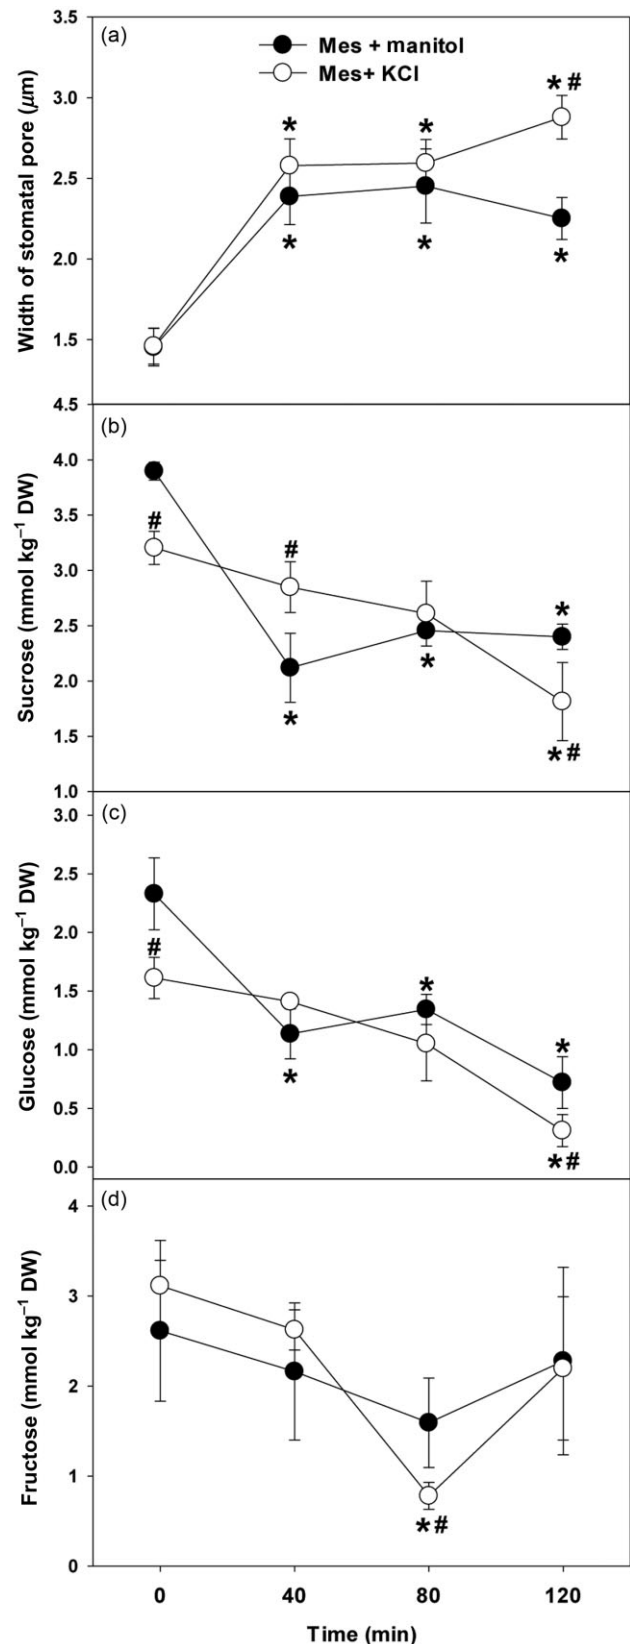 (a)
Mes + manitol
Mes+ KCl
Width of stomatal pore (µm)
3.5
3.0
2.5
2.0
1.5
* * *#
* * *
(b)
Sucrose (mmol kg⁻¹ DW)
4.5
4.0
3.5
3.0
2.5
2.0
1.5
1.0
# # *
* * *#
(c)
Glucose (mmol kg⁻¹ DW)
3.0
2.5
2.0
1.5
1.0
0.5
0.0
# * *
* *#
(d)
Fructose (mmol kg⁻¹ DW)
4
3
2
1
0
*#
0 40 80 120
Time (min)